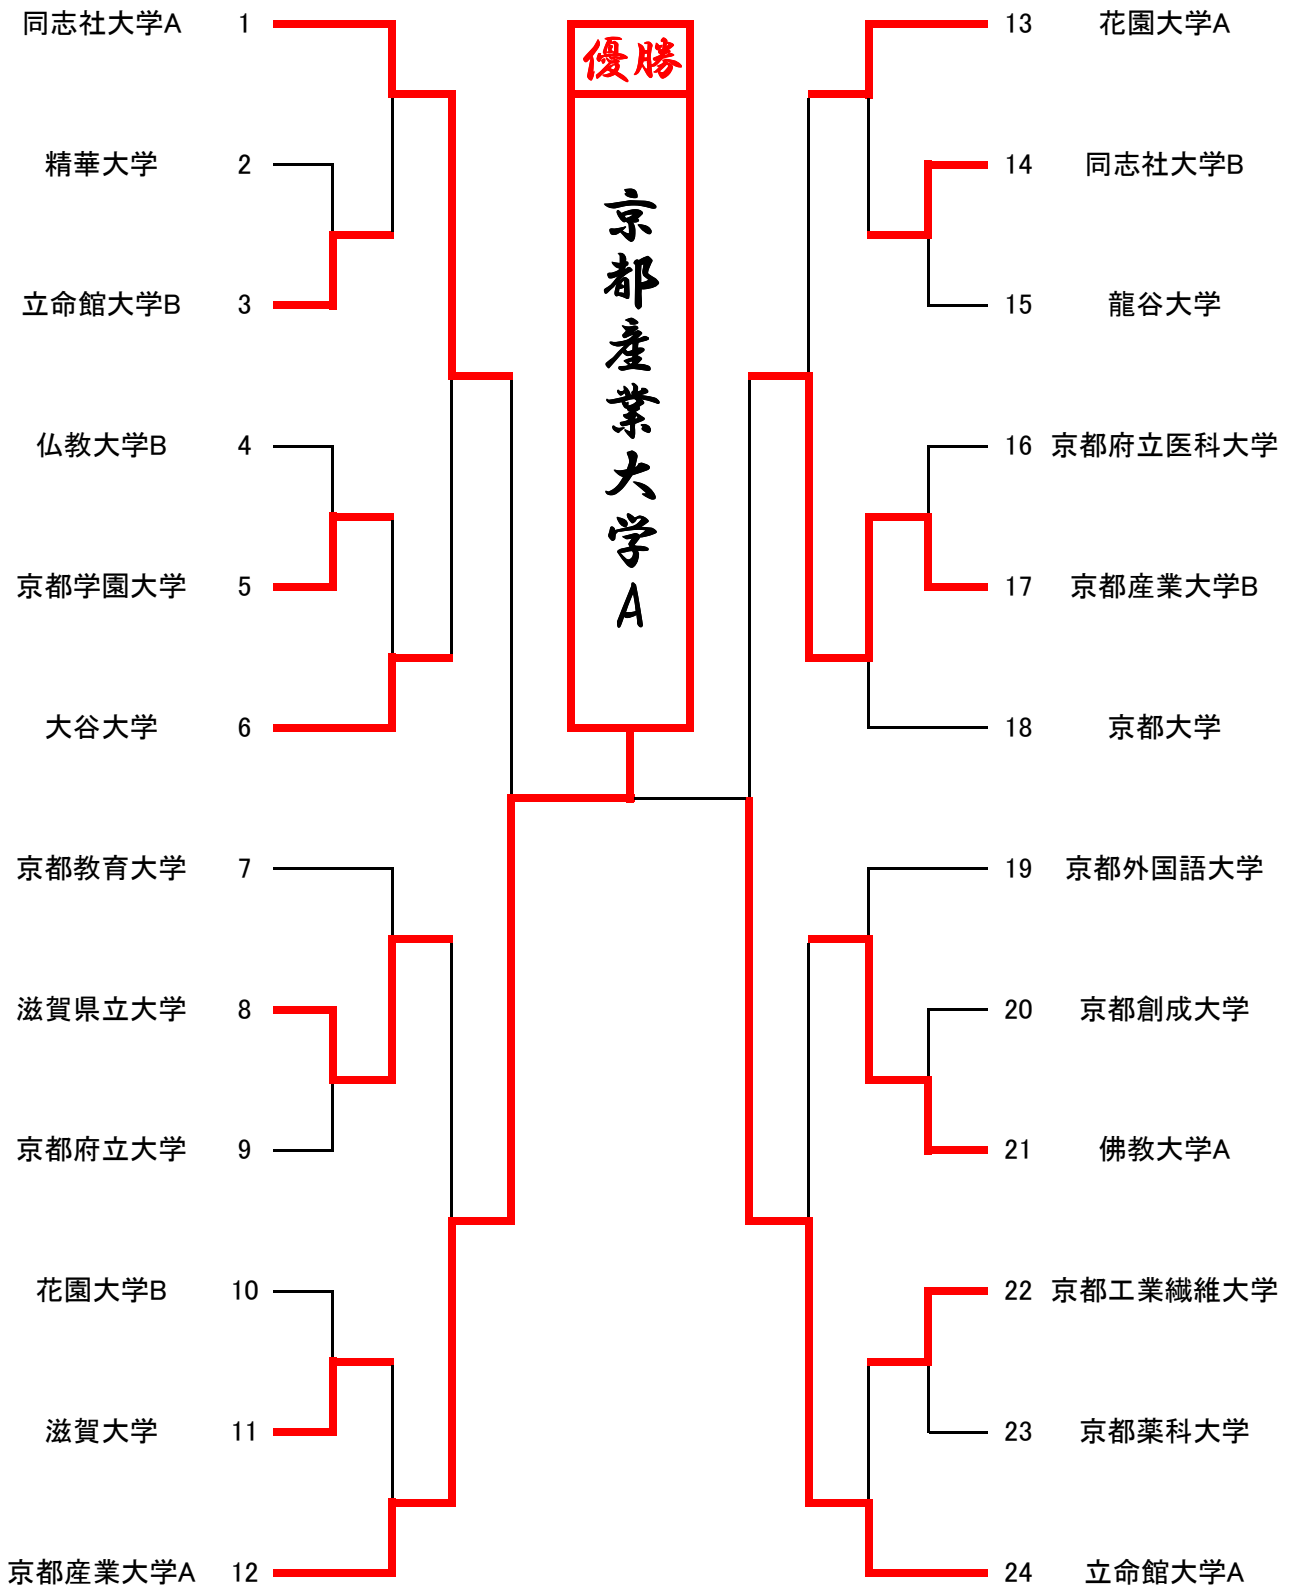 同志社大学A 1
精華大学 2
立命館大学B 3
仏教大学B 4
京都学園大学 5
大谷大学 6
京都教育大学 7
滋賀県立大学 8
京都府立大学 9
花園大学B 10
滋賀大学 11
京都産業大学A 12
優勝
京都産業大学A
13 花園大学A
14 同志社大学B
15 龍谷大学
16 京都府立医科大学
17 京都産業大学B
18 京都大学
19 京都外国語大学
20 京都創成大学
21 佛教大学A
22 京都工業繊維大学
23 京都薬科大学
24 立命館大学A